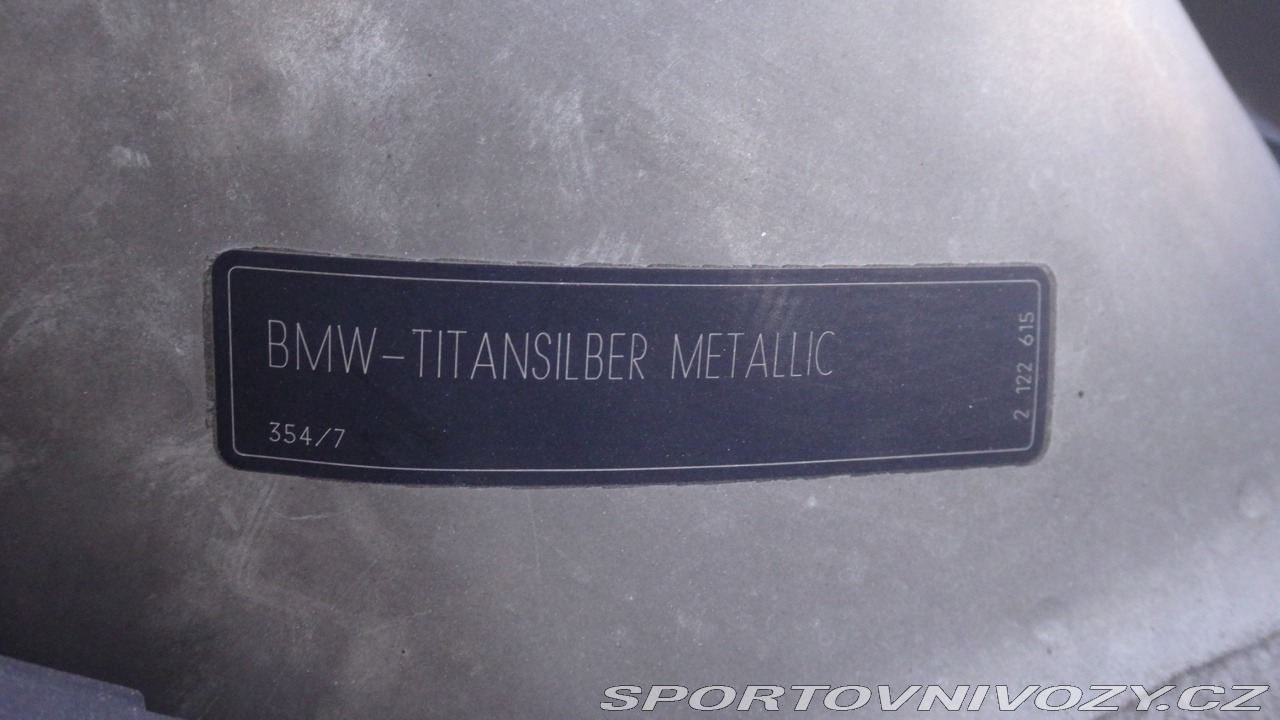 BMW-TITANSILBER METALLIC
354/7
2 122 615
SPORTOVNIVOZY.CZ